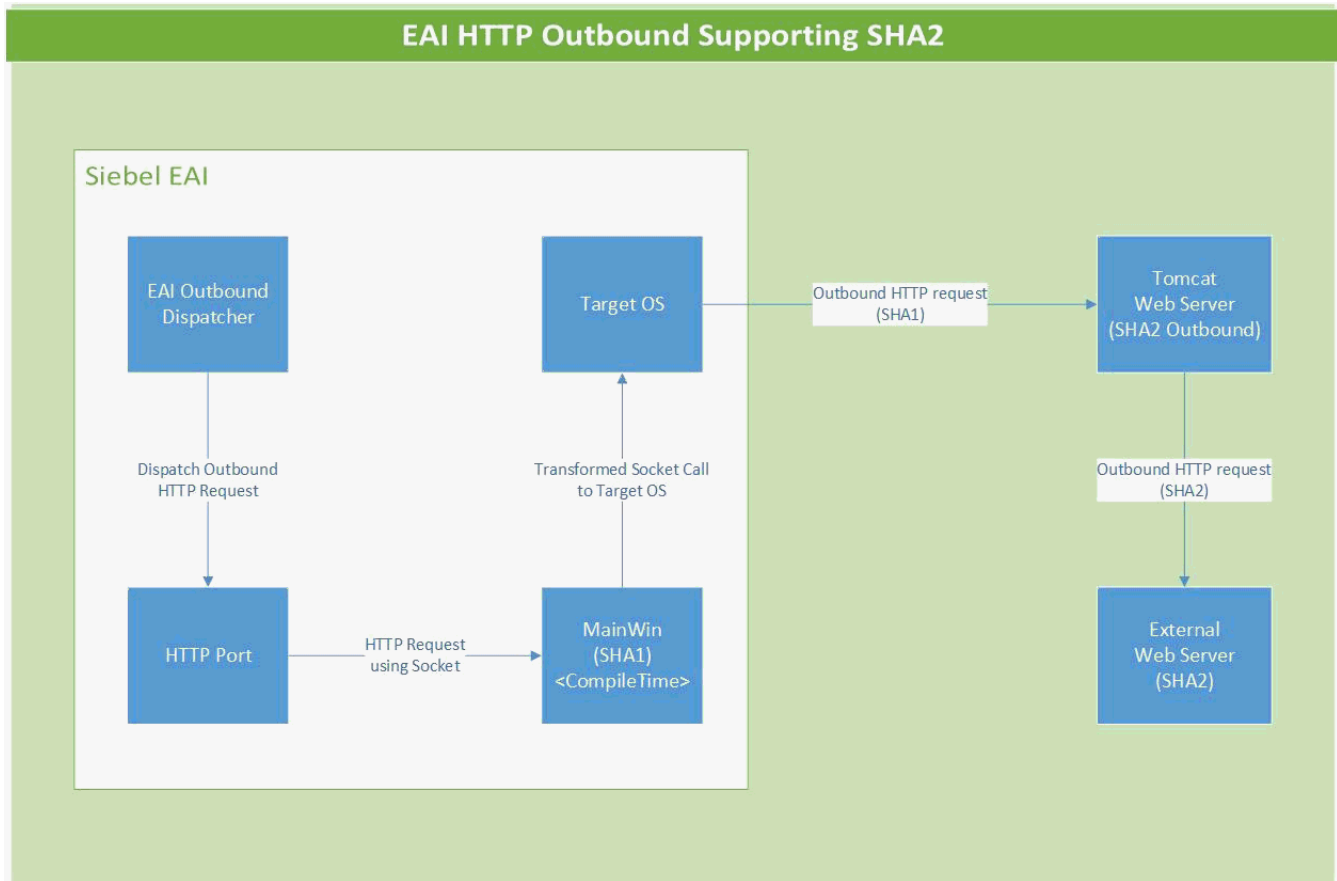 EAI HTTP Outbound Supporting SHA2
Siebel EAI
EAI Outbound
Dispatcher
Target OS
Outbound HTTP request
(SHA1)
Tomcat
Web Server
(SHA2 Outbound)
Dispatch Outbound
HTTP Request
Transformed Socket Call
to Target OS
Outbound HTTP request
(SHA2)
HTTP Port
HTTP Request
using Socket
MainWin
(SHA1)
<CompileTime>
External
Web Server
(SHA2)